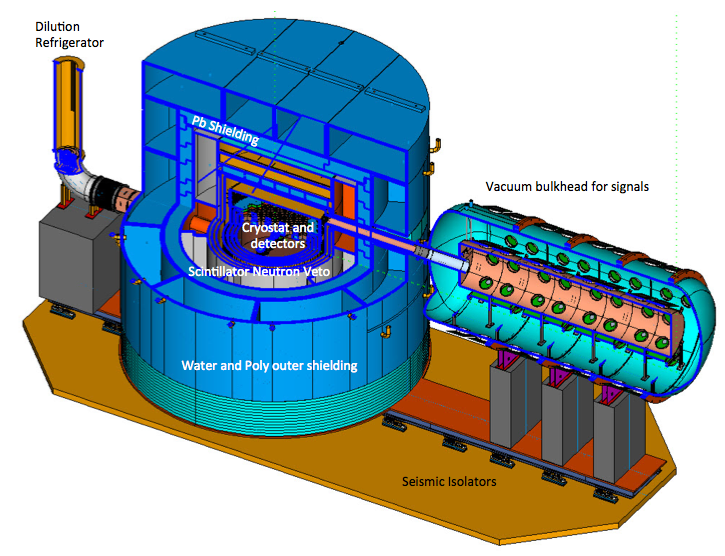 Dilution
Refrigerator
Pb Shielding
Vacuum bulkhead for signals
Cryostat and
detectors
Scintillator Neutron Veto
Water and Poly outer shielding
Seismic Isolators